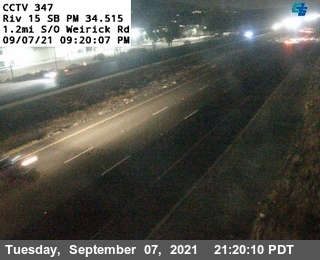 CCTV 347
Riv 15 SB PM 34.515
1.2mi S/O Weirick Rd
09/07/21 09:20:07 PM
Tuesday, September 07, 2021 21:20:10 PDT